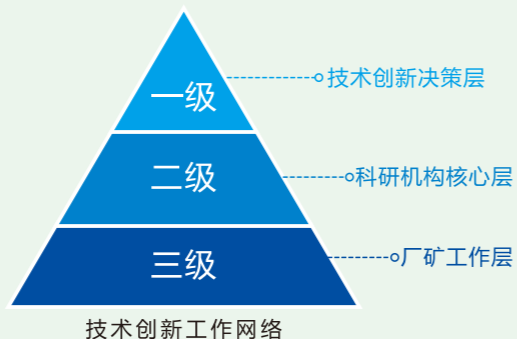 一级
技术创新决策层
二级
科研机构核心层
三级
厂矿工作层
技术创新工作网络